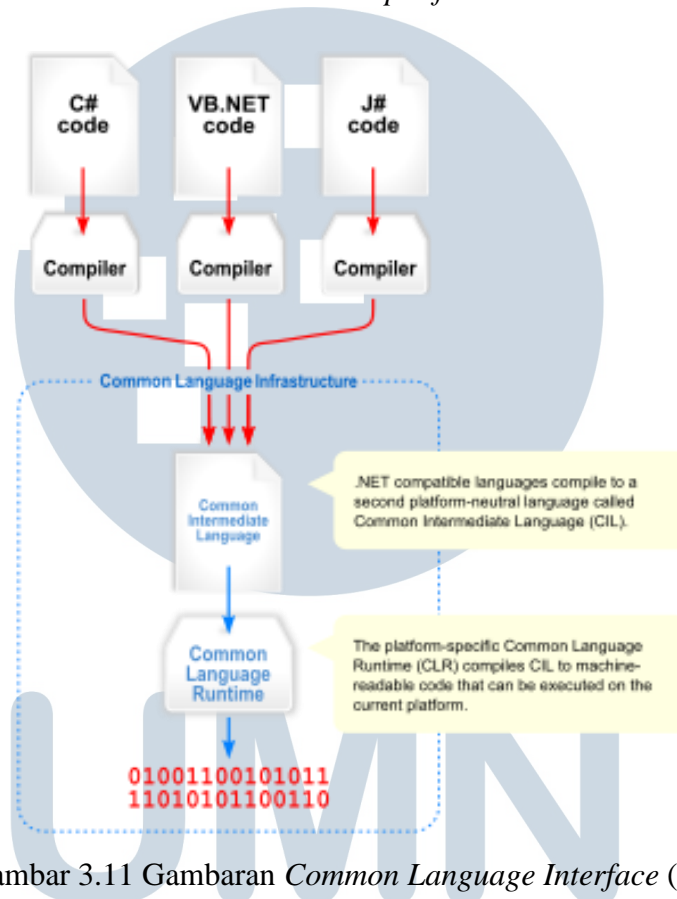 C#
code
VB.NET
code
J#
code
Compiler
Compiler
Compiler
Common Language Infrastructure
Common
Intermediate
Language
.NET compatible languages compile to a
second platform-neutral language called
Common Intermediate Language (CIL).
Common
Language
Runtime
The platform-specific Common Language
Runtime (CLR) compiles CIL to machine-
readable code that can be executed on the
current platform.
01001100101011
11010101100110
UMN
ambar 3.11 Gambaran Common Language Interface (